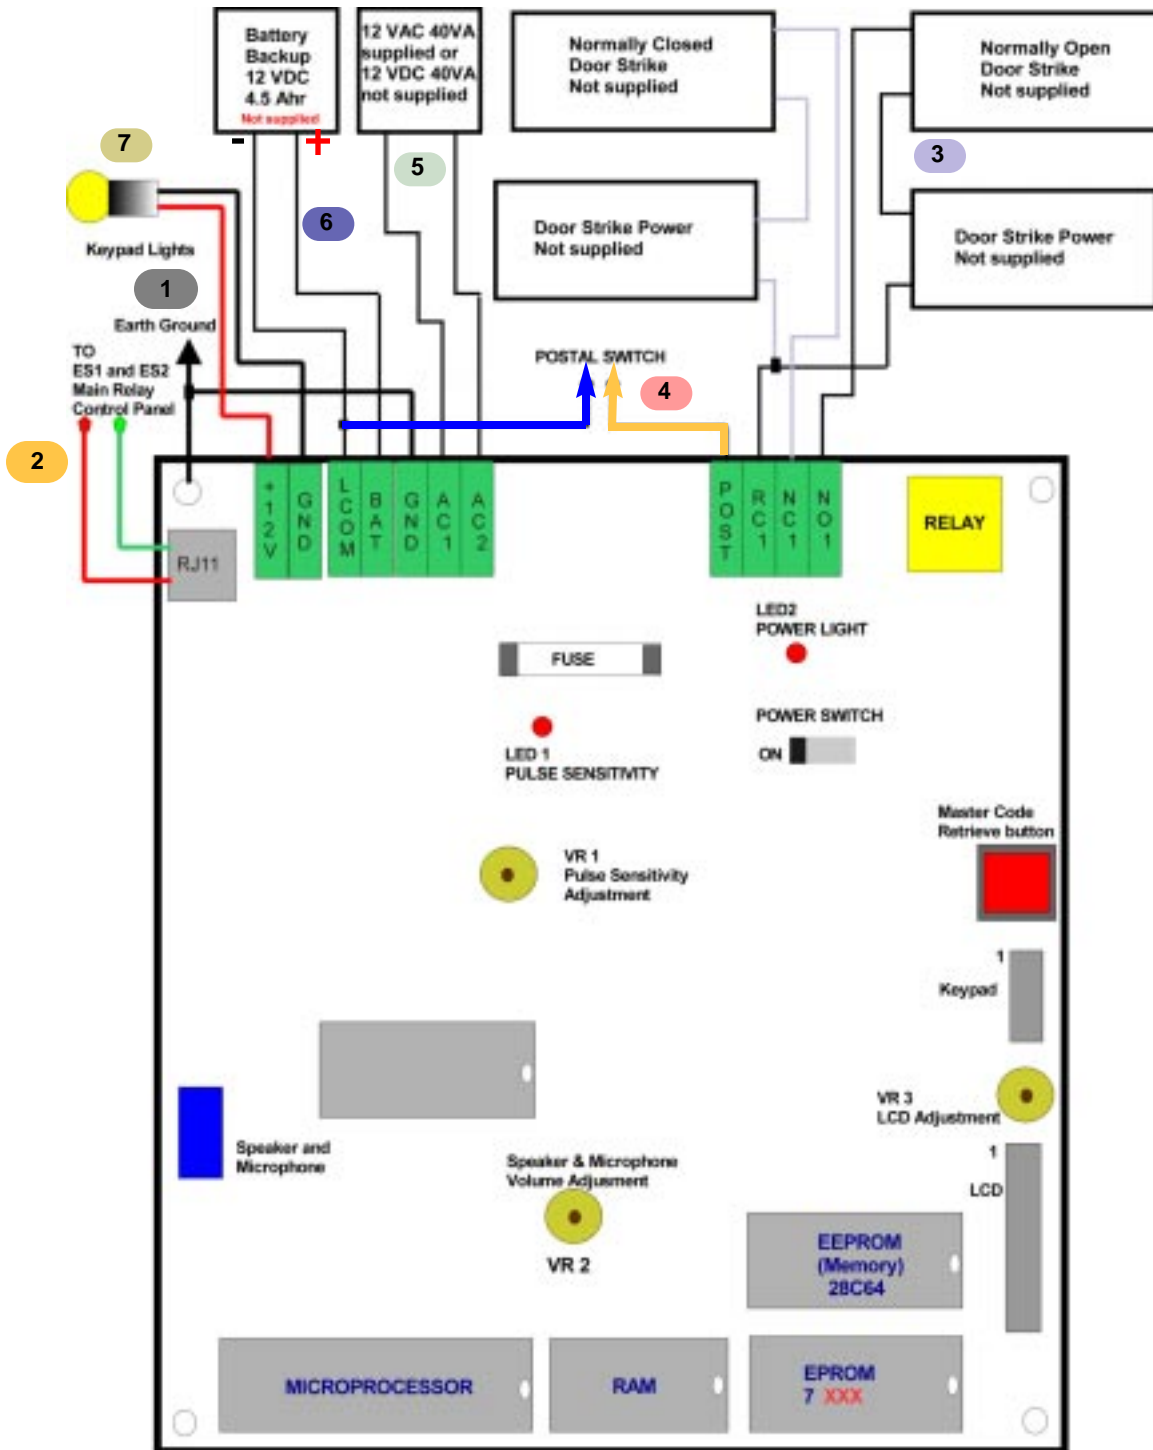 Battery
Backup
12 VDC
4.5 Ahr
Not supplied
- +
12 VAC 40VA
supplied or
12 VDC 40VA
not supplied
Normally Closed
Door Strike
Not supplied
Normally Open
Door Strike
Not supplied
7
5
3
6
Door Strike Power
Not supplied
Door Strike Power
Not supplied
Keypad Lights
1
Earth Ground
TO
ES1 and ES2
Main Relay
Control Panel
POSTAL SWITCH
4
2
+12V
GND
LCOM
BAT
GND
AC1
AC2
POST
RC1
NC1
NO1
RELAY
RJ11
LED2
POWER LIGHT
FUSE
POWER SWITCH
ON
LED 1
PULSE SENSITIVITY
Master Code
Retrieve button
VR 1
Pulse Sensitivity
Adjustment
1
Keypad
VR 3
LCD Adjustment
Speaker and
Microphone
Speaker & Microphone
Volume Adjusment
VR 2
1
LCD
EEPROM
(Memory)
28C64
MICROPROCESSOR
RAM
EPROM
7 XXX